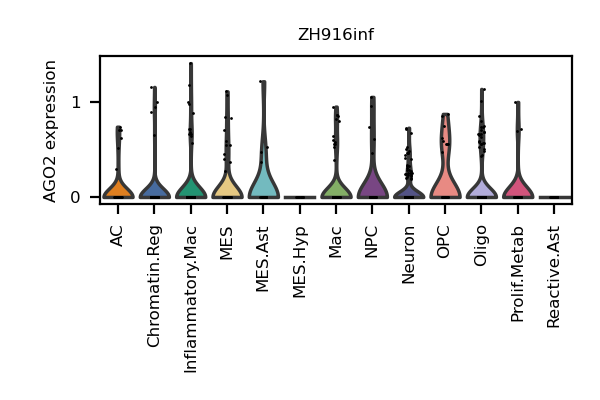 ZH916inf
AGO2 expression
1
0
AC
Chromatin.Reg
Inflammatory.Mac
MES
MES.Ast
MES.Hyp
Mac
NPC
Neuron
OPC
Oligo
Prolif.Metab
Reactive.Ast